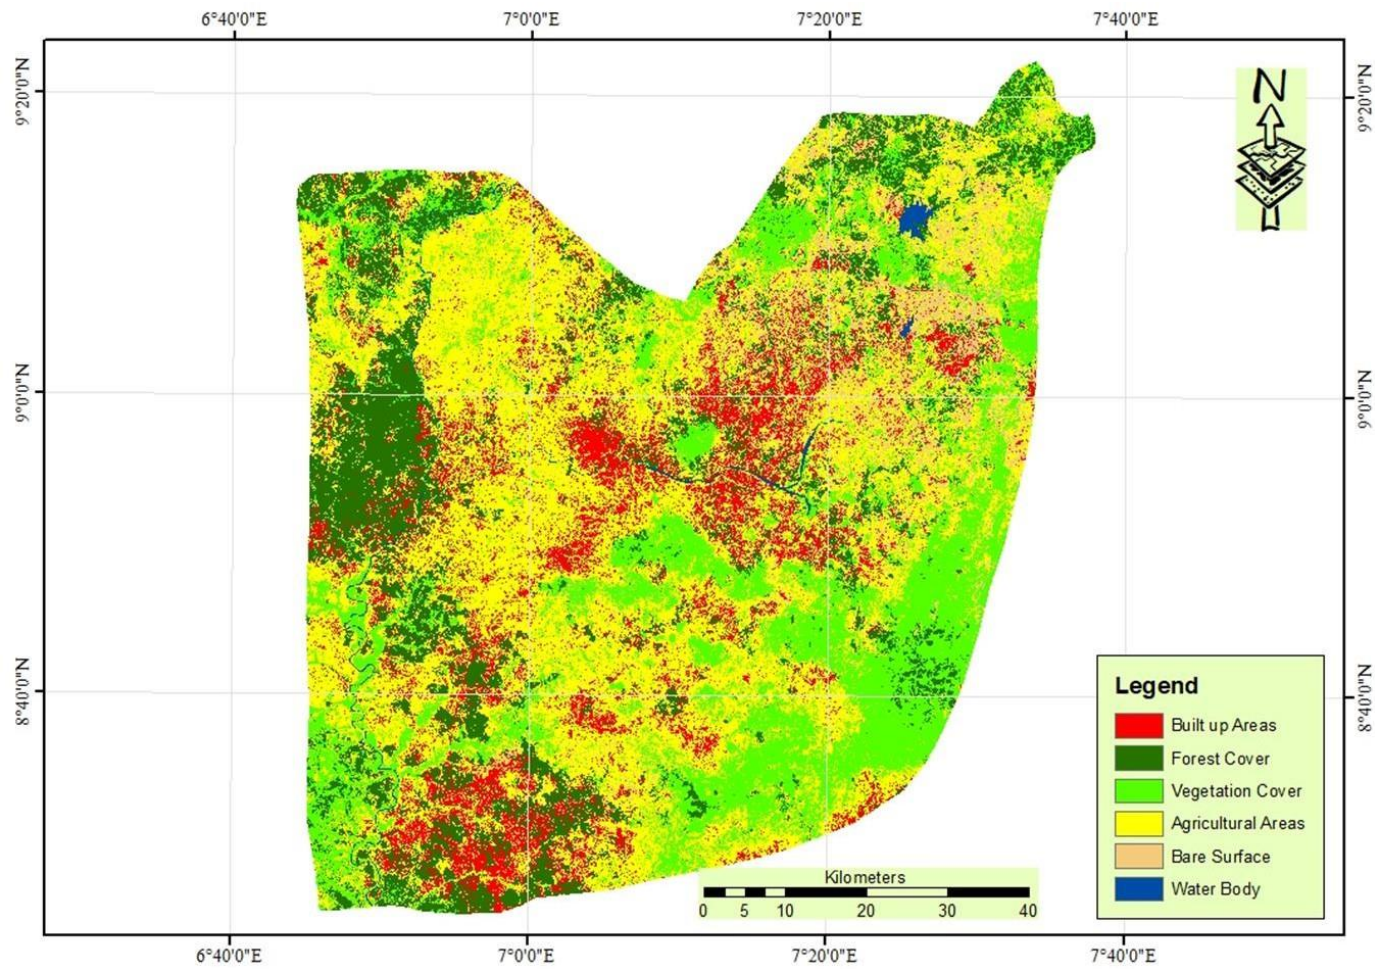 6°40'0"E 7°0'0"E 7°20'0"E 7°40'0"E
9°20'0"N 9°20'0"N
N
9°0'0"N 9°0'0"N
8°40'0"N 8°40'0"N
Legend
Built up Areas
Forest Cover
Vegetation Cover
Agricultural Areas
Bare Surface
Water Body
Kilometers
0 5 10 20 30 40
6°40'0"E 7°0'0"E 7°20'0"E 7°40'0"E